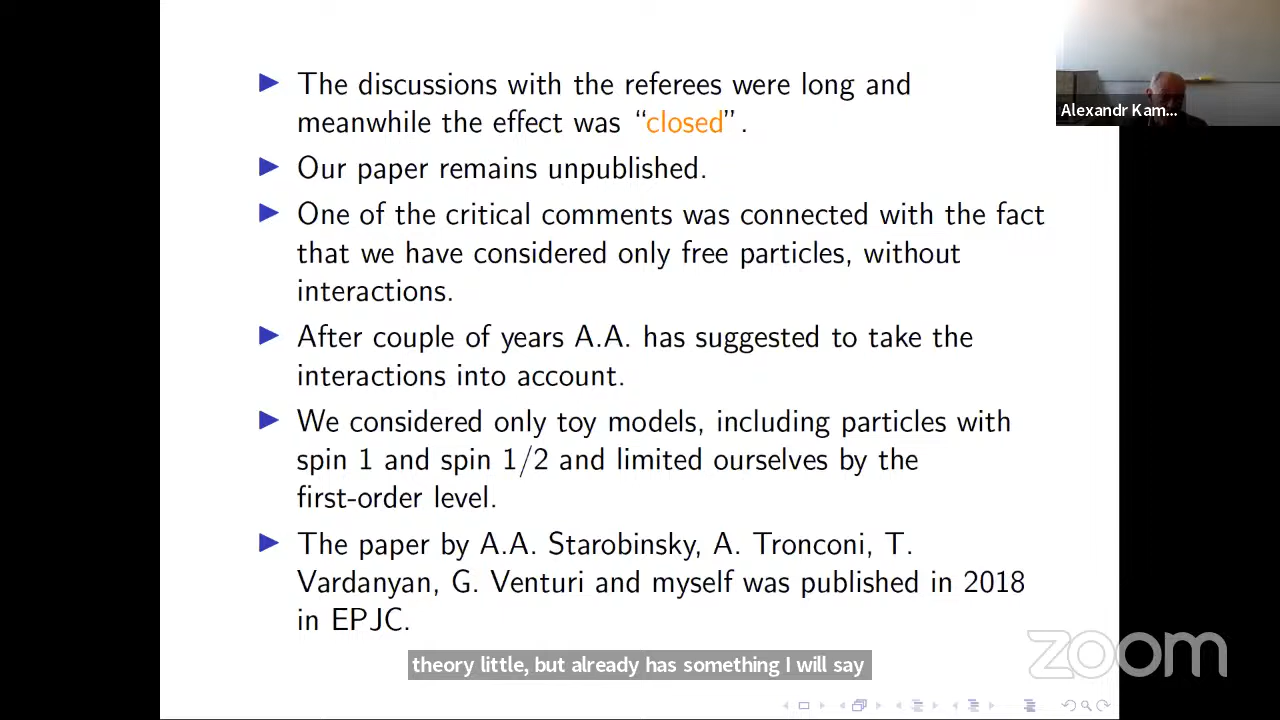 The discussions with the referees were long and
meanwhile the effect was “closed”.
Our paper remains unpublished.
One of the critical comments was connected with the fact
that we have considered only free particles, without
interactions.
After couple of years A.A. has suggested to take the
interactions into account.
We considered only toy models, including particles with
spin 1 and spin 1/2 and limited ourselves by the
first-order level.
The paper by A.A. Starobinsky, A. Tronconi, T.
Vardanyan, G. Venturi and myself was published in 2018
in EPJC.
Alexandr Kam...
theory little, but already has something I will say
zoom